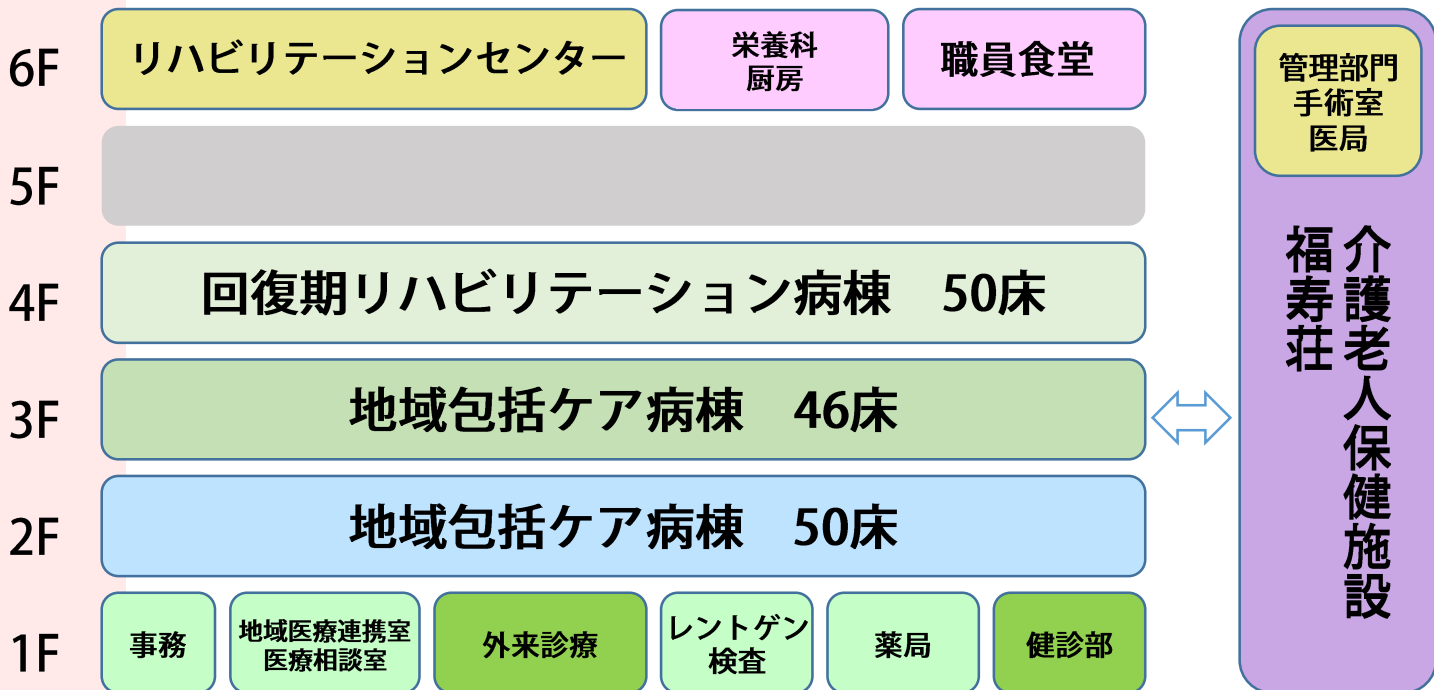 6F
リハビリテーションセンター
栄養科
厨房
職員食堂
5F
4F
回復期リハビリテーション病棟　50床
3F
地域包括ケア病棟　46床
2F
地域包括ケア病棟　50床
1F
事務
地域医療連携室
医療相談室
外来診療
レントゲン
検査
薬局
健診部
管理部門
手術室
医局
介護老人保健施設
福寿荘